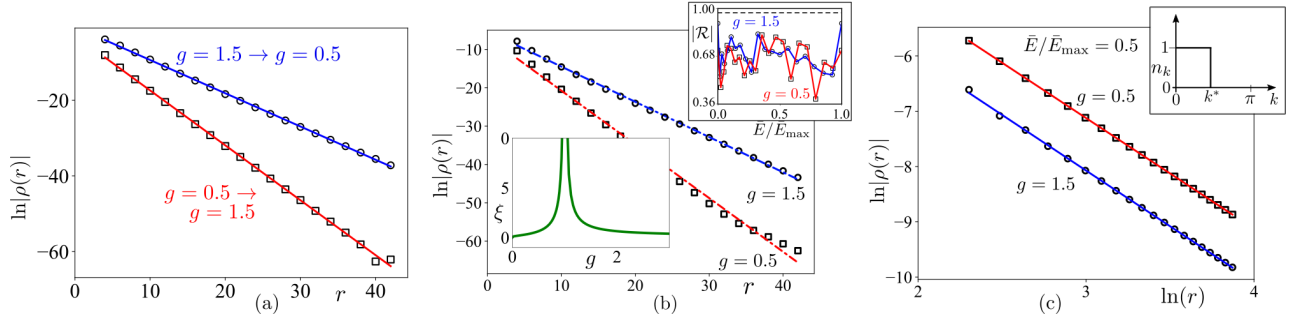 g = 1.5 → g = 0.5
g = 0.5 →
g = 1.5
ln|ρ(r)|
−20
−40
−60
0
10
20
30
40
r
(a)
1.00
|R|
0.68
0.36
g = 1.5
g = 0.5
0.0
0.5
1.0
Ē/Ē_max
ln|ρ(r)|
−10
−20
−30
−40
−50
−60
0
5
ξ
0
0
g
2
g = 1.5
g = 0.5
0
10
20
30
40
r
(b)
Ē/Ē_max = 0.5
g = 0.5
g = 1.5
ln|ρ(r)|
−6
−7
−8
−9
−10
2
3
4
ln(r)
(c)
1
n_k
0
0
k*
π
k